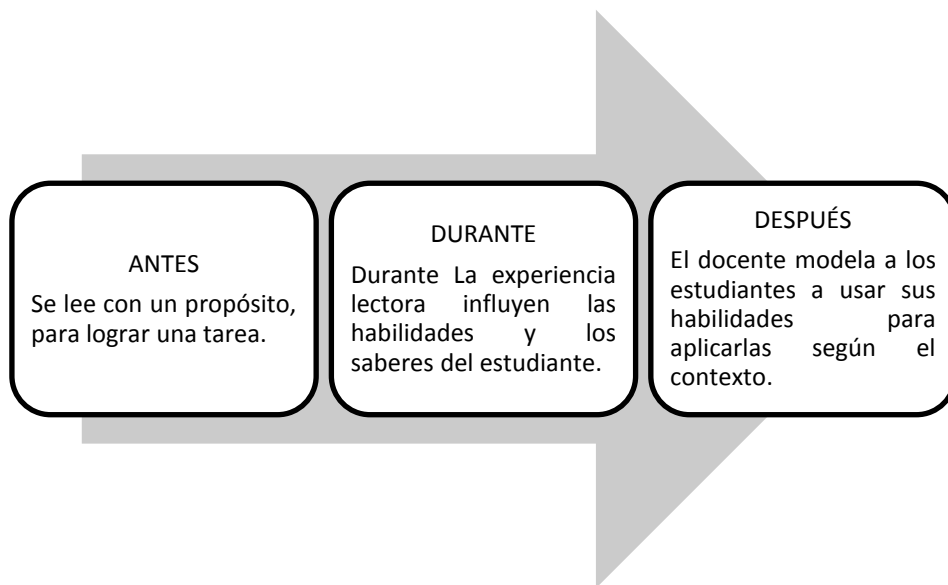 ANTES
Se lee con un propósito,
para lograr una tarea.
DURANTE
Durante La experiencia
lectora influyen las
habilidades y los
saberes del estudiante.
DESPUÉS
El docente modela a los
estudiantes a usar sus
habilidades para
aplicarlas según el
contexto.